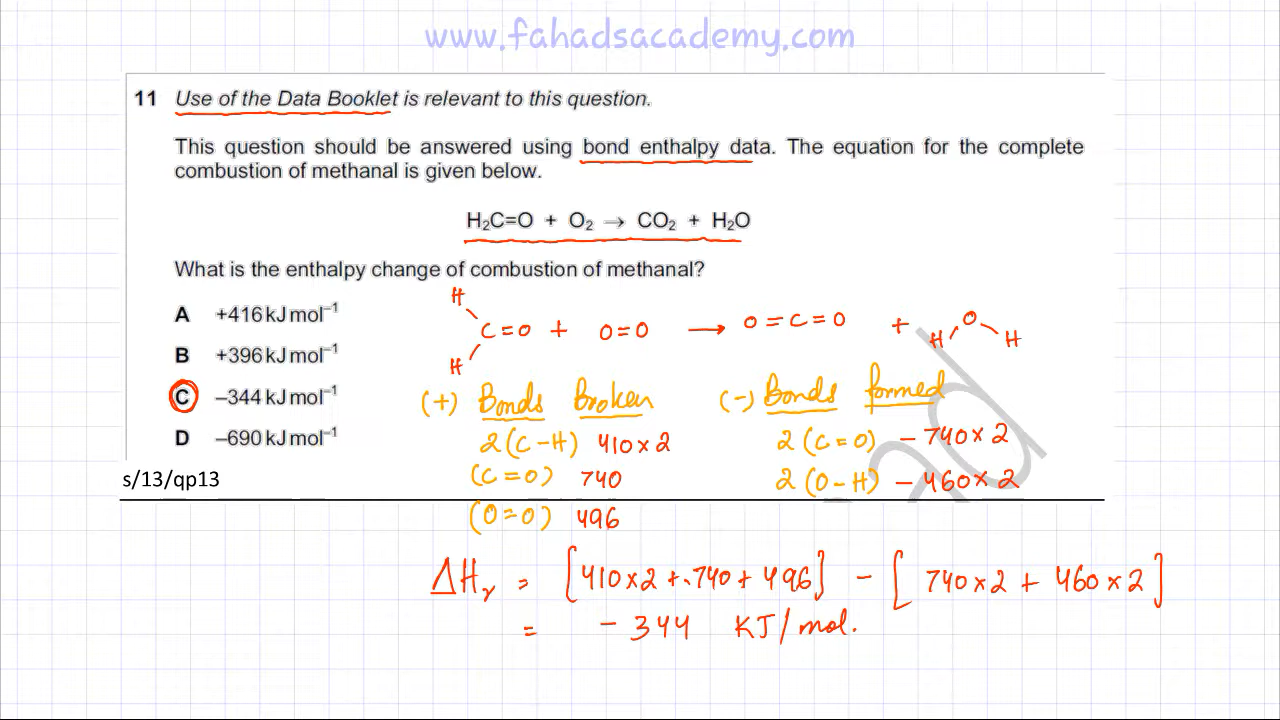 www.fahadsacademy.com
11 Use of the Data Booklet is relevant to this question.
This question should be answered using bond enthalpy data. The equation for the complete
combustion of methanal is given below.
H₂C=O + O₂ → CO₂ + H₂O
What is the enthalpy change of combustion of methanal?
A +416 kJ mol⁻¹
B +396 kJ mol⁻¹
C –344 kJ mol⁻¹
D –690 kJ mol⁻¹
s/13/qp13
H
C=O + O=O → O=C=O + H O H
H
(+) Bonds Broken (-) Bonds formed
2(C-H) 410×2 2(C=O) -740×2
(C=O) 740 2(O-H) -460×2
(O=O) 496
ΔHr = [410×2+740+496] - [740×2+460×2]
= -344 KJ/mol.